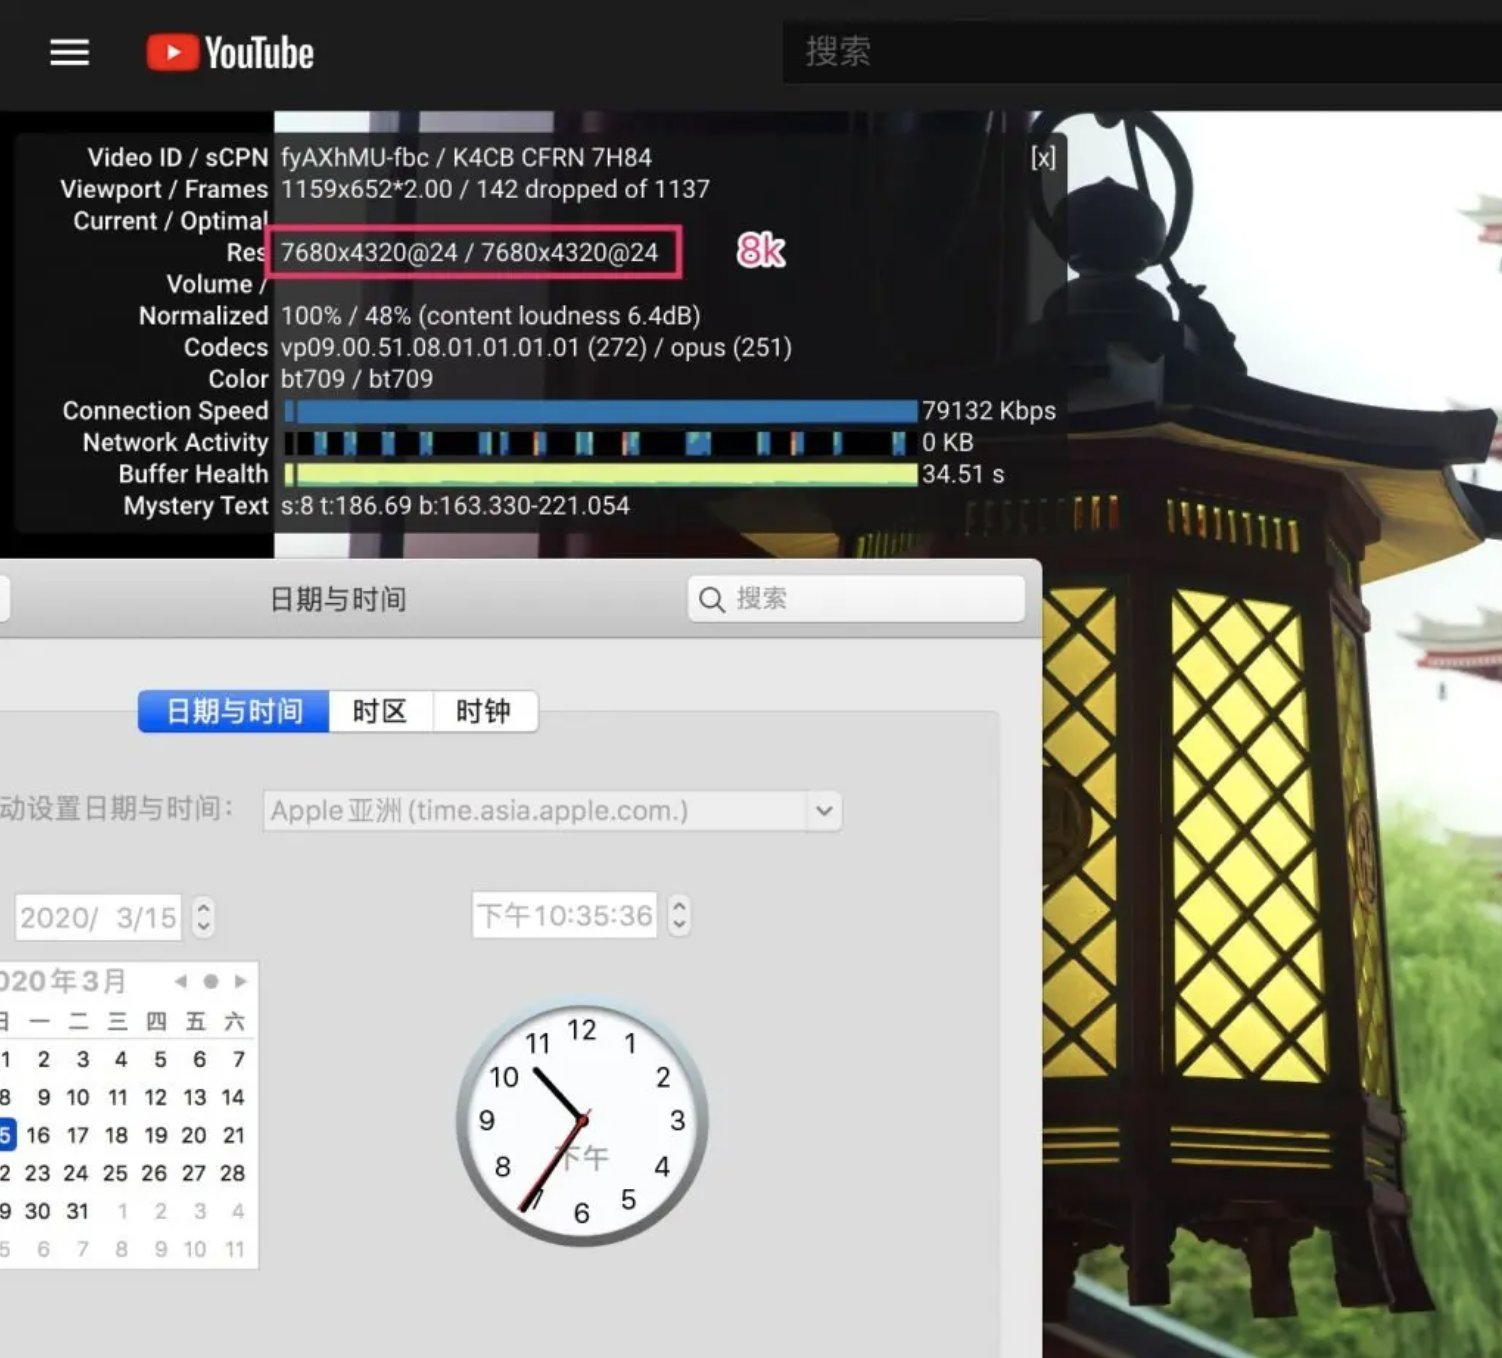 YouTube
搜索
Video ID / sCPN fyAXhMU-fbc / K4CB CFRN 7H84 [x]
Viewport / Frames 1159x652*2.00 / 142 dropped of 1137
Current / Optimal
Res 7680x4320@24 / 7680x4320@24
8k
Volume /
Normalized 100% / 48% (content loudness 6.4dB)
Codecs vp09.00.51.08.01.01.01.01 (272) / opus (251)
Color bt709 / bt709
Connection Speed 79132 Kbps
Network Activity 0 KB
Buffer Health 34.51 s
Mystery Text s:8 t:186.69 b:163.330-221.054
日期与时间
搜索
日期与时间 时区 时钟
动设置日期与时间: Apple 亚洲 (time.asia.apple.com.)
2020/ 3/15
下午10:35:36
020年3月
日 一 二 三 四 五 六
1 2 3 4 5 6 7
8 9 10 11 12 13 14
5 16 17 18 19 20 21
2 23 24 25 26 27 28
9 30 31 1 2 3 4
5 6 7 8 9 10 11
12
1
2
3
4
5
6
7
8
9
10
11
下午